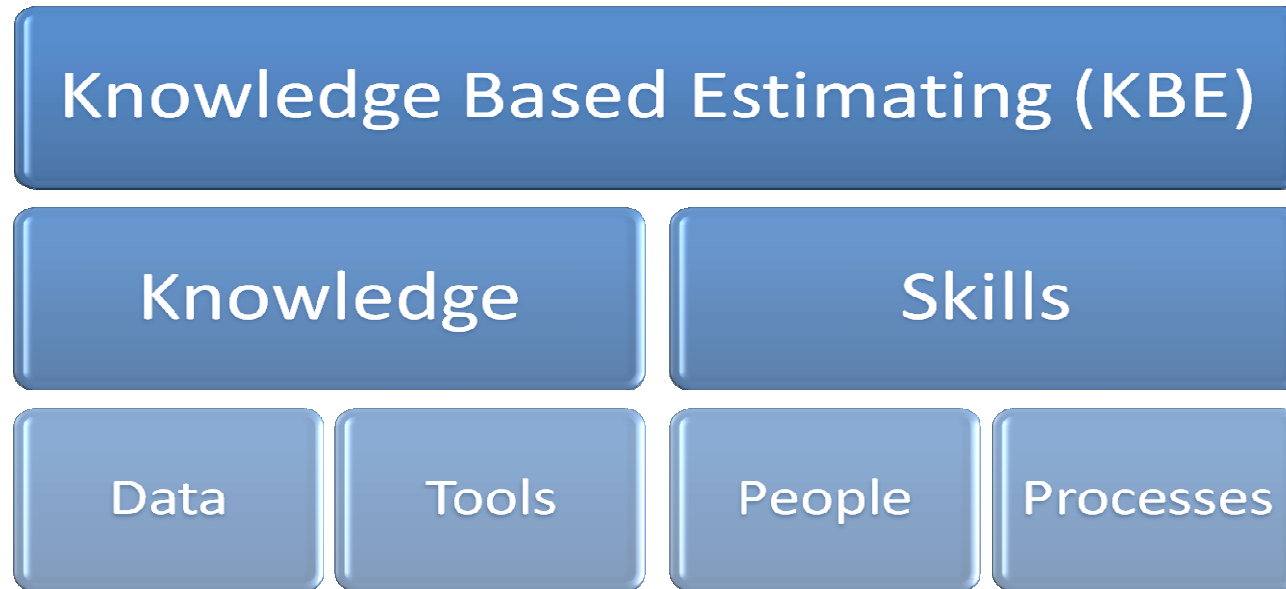 Knowledge Based Estimating (KBE)
Knowledge
Skills
Data
Tools
People
Processes